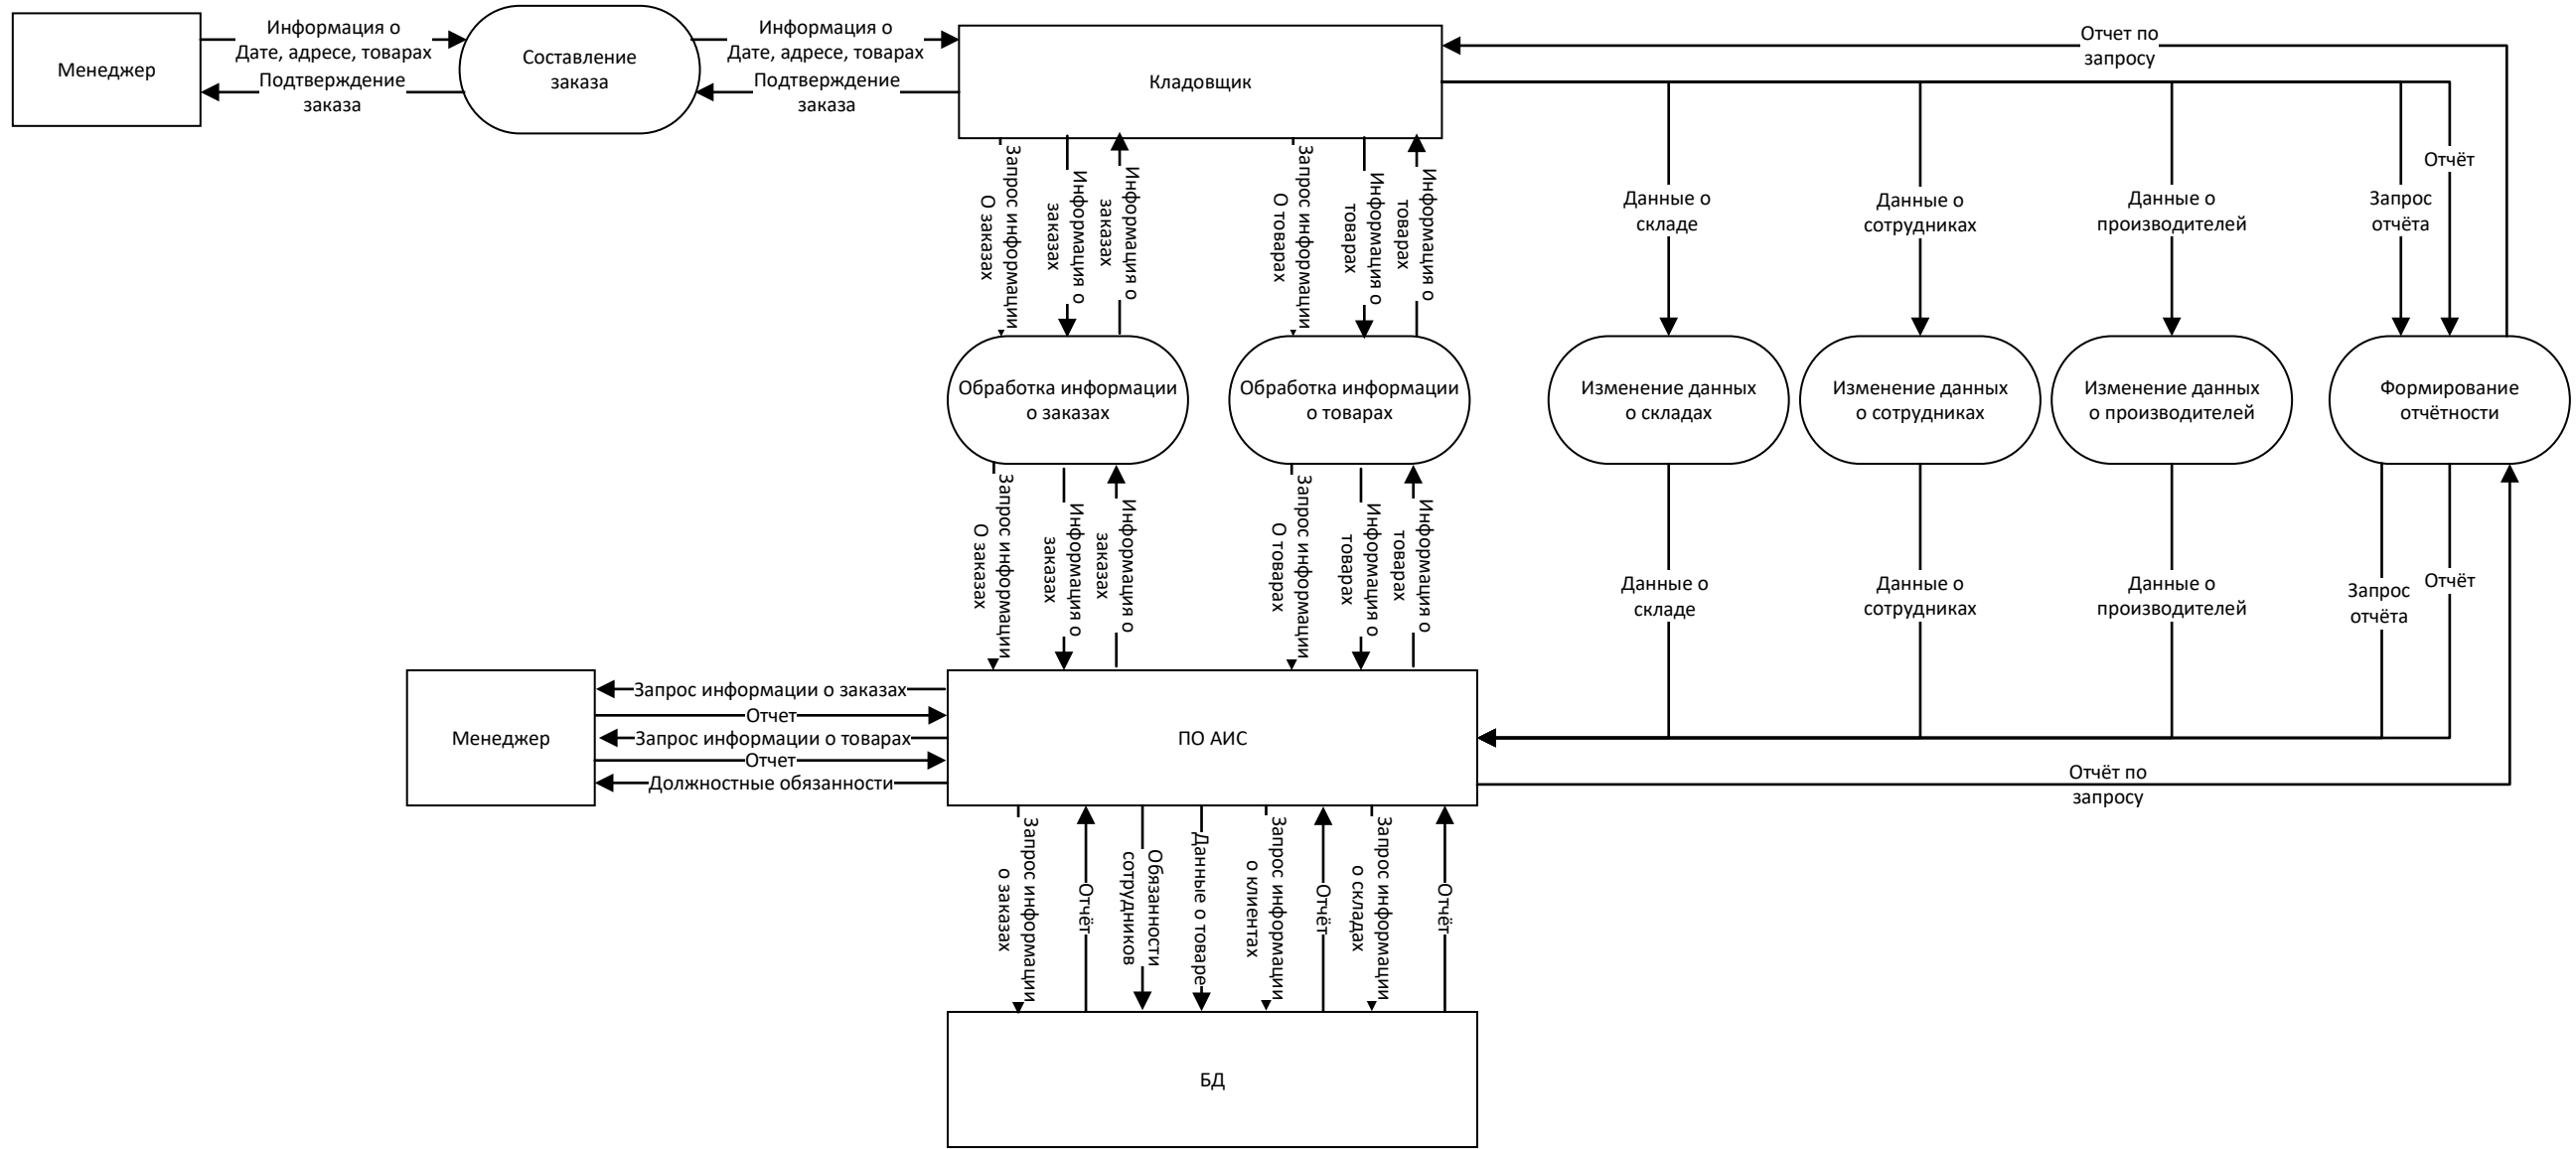 Менеджер
Информация о
Дате, адресе, товарах
Подтверждение
заказа
Составление
заказа
Информация о
Дате, адресе, товарах
Подтверждение
заказа
Кладовщик
Отчет по
запросу
Запрос информации
О заказах
Информация о
заказах
Информация о
заказах
Запрос информации
О товарах
Информация о
товарах
Информация о
товарах
Данные о
складе
Данные о
сотрудниках
Данные о
производителей
Запрос
отчёта
Отчёт
Обработка информации
о заказах
Обработка информации
о товарах
Изменение данных
о складах
Изменение данных
о сотрудниках
Изменение данных
о производителей
Формирование
отчётности
Запрос информации
О заказах
Информация о
заказах
Информация о
заказах
Запрос информации
О товарах
Информация о
товарах
Информация о
товарах
Данные о
складе
Данные о
сотрудниках
Данные о
производителей
Запрос
отчёта
Отчёт
Менеджер
Запрос информации о заказах
Отчет
Запрос информации о товарах
Отчет
Должностные обязанности
ПО АИС
Отчёт по
запросу
Запрос информации
о заказах
Отчёт
Обязанности
сотрудников
Данные о товаре
Запрос информации
о клиентах
Отчёт
Запрос информации
о складах
Отчёт
БД